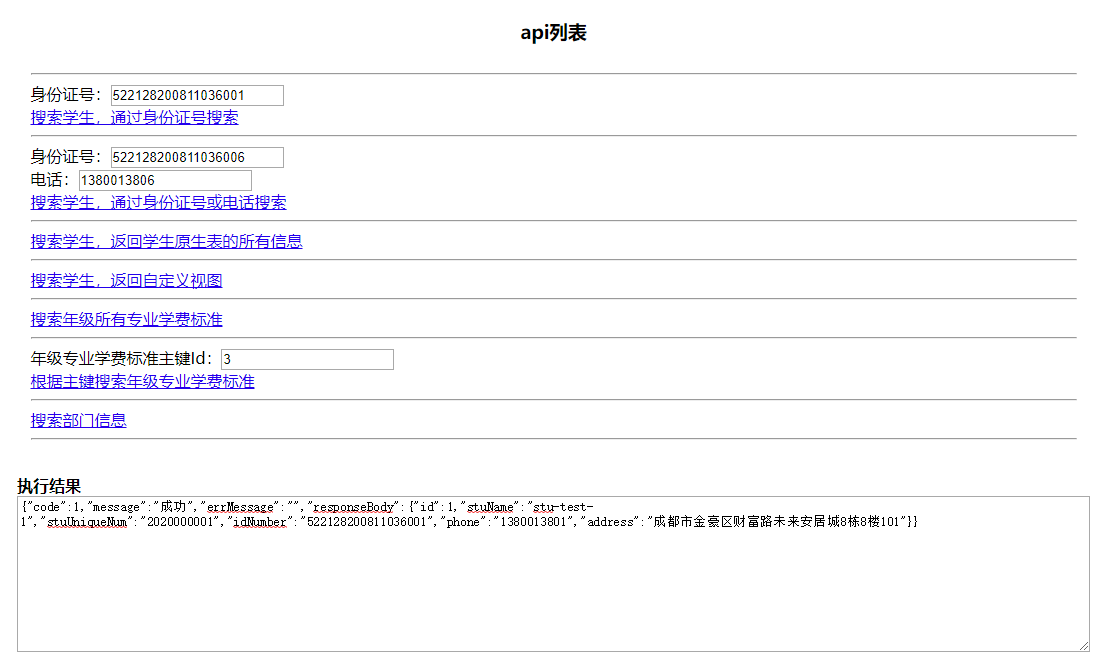 api列表
身份证号：522128200811036001
搜索学生，通过身份证号搜索
身份证号：522128200811036006
电话：1380013806
搜索学生，通过身份证号或电话搜索
搜索学生，返回学生原生表的所有信息
搜索学生，返回自定义视图
搜索年级所有专业学费标准
年级专业学费标准主键Id：3
根据主键搜索年级专业学费标准
搜索部门信息
执行结果
{"code":1,"message":"成功","errMessage":"","responseBody":{"id":1,"stuName":"stu-test-
1","stuUniqueNum":"2020000001","idNumber":"522128200811036001","phone":"1380013801","address":"成都市金豪区财富路未来安居城8栋8楼101"}}